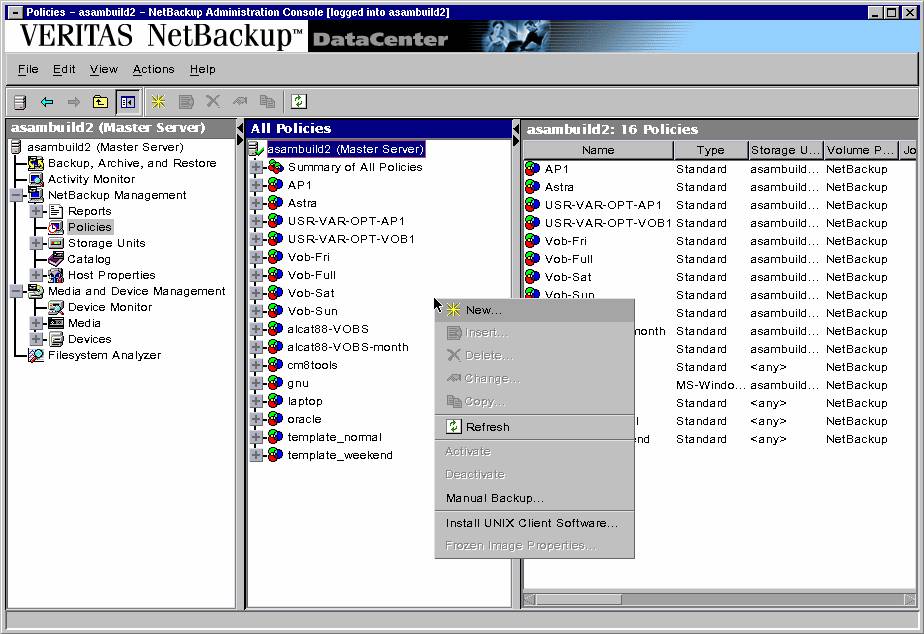 Policies - asambuild2 - NetBackup Administration Console [logged into asambuild2]
VERITAS NetBackup™ DataCenter
File Edit View Actions Help
asambuild2 (Master Server)
asambuild2 (Master Server)
Backup, Archive, and Restore
Activity Monitor
NetBackup Management
Reports
Policies
Storage Units
Catalog
Host Properties
Media and Device Management
Device Monitor
Media
Devices
Filesystem Analyzer
All Policies
asambuild2 (Master Server)
Summary of All Policies
AP1
Astra
USR-VAR-OPT-AP1
USR-VAR-OPT-VOB1
Vob-Fri
Vob-Full
Vob-Sat
Vob-Sun
alcat88-VOBS
alcat88-VOBS-month
cm8tools
gnu
laptop
oracle
template_normal
template_weekend
asambuild2: 16 Policies
Name Type Storage U... Volume P... Jo
AP1 Standard asambuild... NetBackup
Astra Standard asambuild... NetBackup
USR-VAR-OPT-AP1 Standard asambuild... NetBackup
USR-VAR-OPT-VOB1 Standard asambuild... NetBackup
Vob-Fri Standard asambuild... NetBackup
Vob-Full Standard asambuild... NetBackup
Vob-Sat Standard asambuild... NetBackup
Vob-Sun Standard asambuild... NetBackup
Standard asambuild... NetBackup
month Standard asambuild... NetBackup
Standard asambuild... NetBackup
Standard <any> NetBackup
MS-Windo... asambuild... NetBackup
Standard <any> NetBackup
l Standard <any> NetBackup
end Standard <any> NetBackup
New...
Insert...
Delete...
Change...
Copy...
Refresh
Activate
Deactivate
Manual Backup...
Install UNIX Client Software...
Frozen Image Properties...